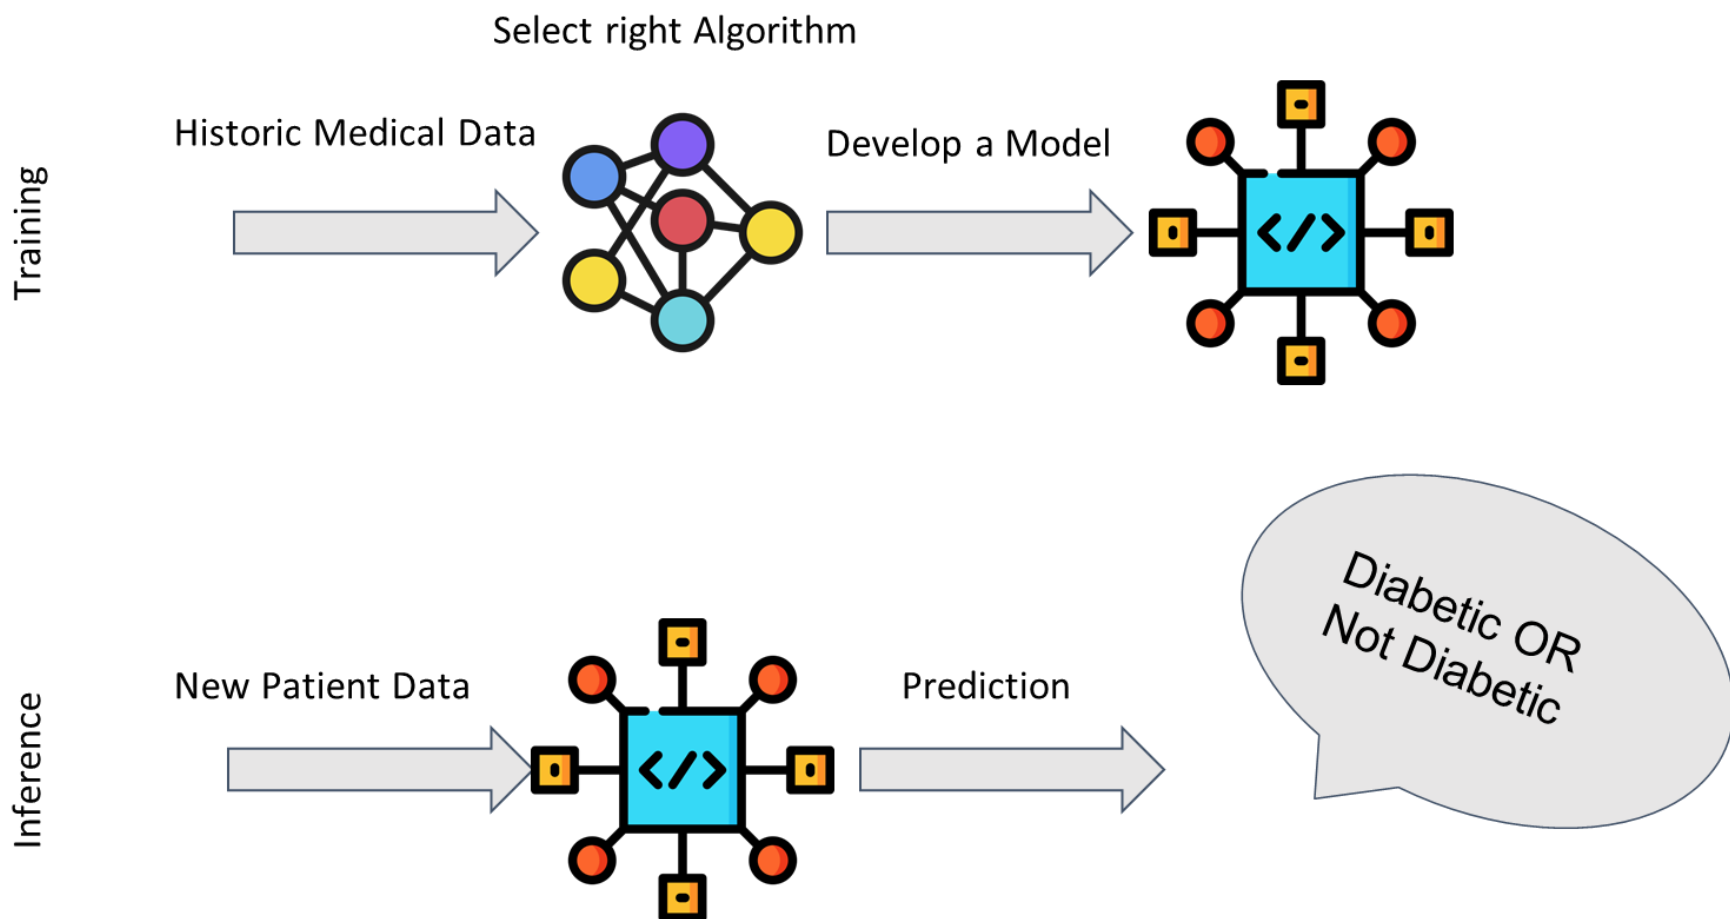 Select right Algorithm
Training
Historic Medical Data
Develop a Model
</>
Inference
New Patient Data
</>
Prediction
Diabetic OR
Not Diabetic